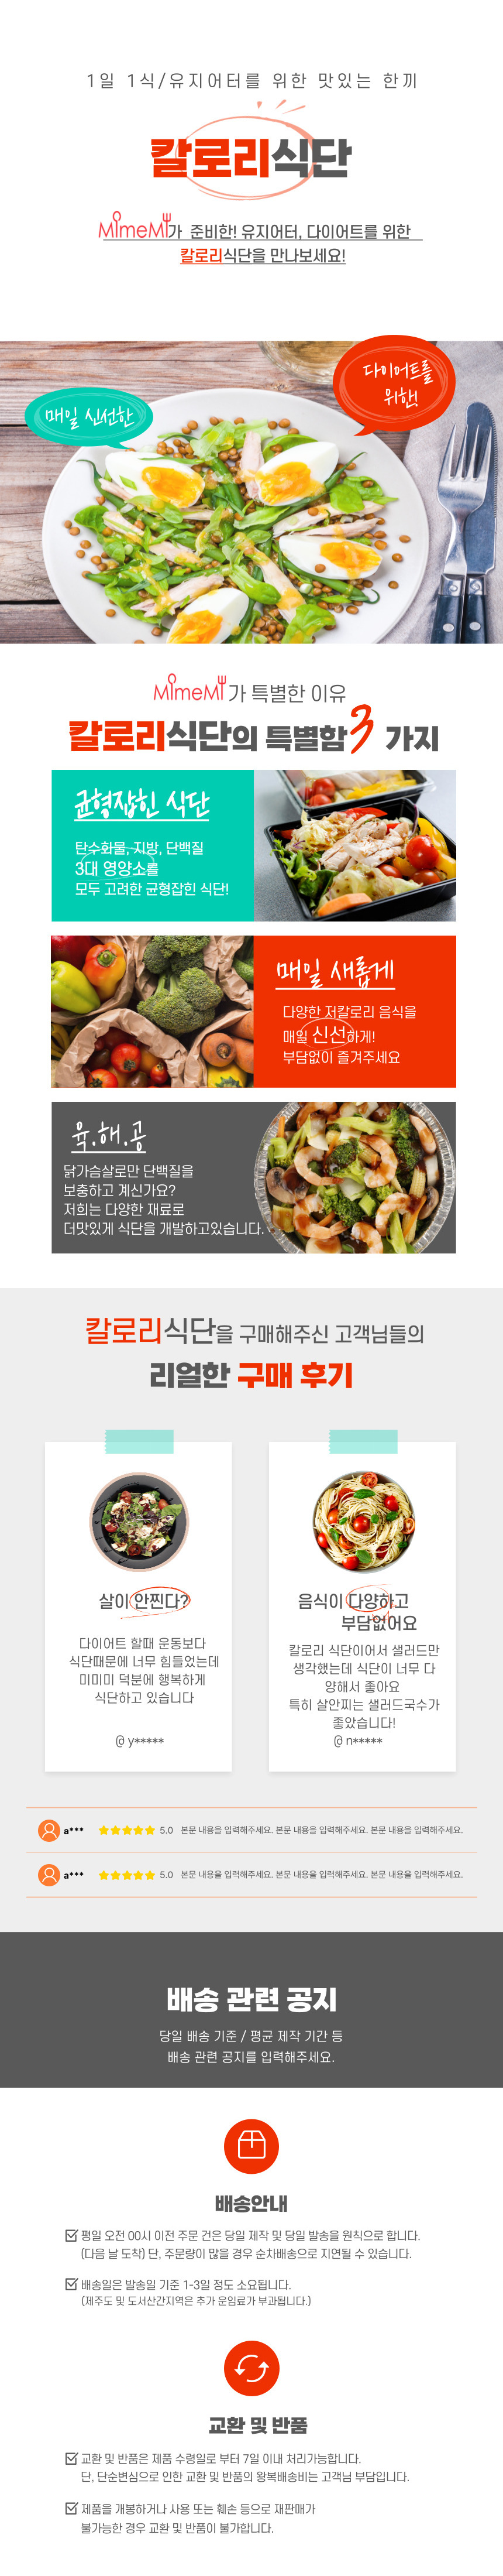 1일 1식/유지어터를 위한 맛있는 한끼
칼로리식단
MimeMi가 준비한! 유지어터, 다이어트를 위한
칼로리식단을 만나보세요!
다이어트를
위한!
매일 신선한
MimeMi가 특별한 이유
칼로리식단의 특별함3 가지
균형잡힌 식단
탄수화물, 지방, 단백질
3대 영양소를
모두 고려한 균형잡힌 식단!
매일 새롭게
다양한 저칼로리 음식을
매일 신선하게!
부담없이 즐겨주세요
육.해.공
닭가슴살로만 단백질을
보충하고 계신가요?
저희는 다양한 재료로
더맛있게 식단을 개발하고있습니다.
칼로리식단을 구매해주신 고객님들의
리얼한 구매 후기
살이 안찐다?
다이어트 할때 운동보다
식단때문에 너무 힘들었는데
미미미 덕분에 행복하게
식단하고 있습니다
@ y*****
음식이 다양하고
부담없어요
칼로리 식단이어서 샐러드만
생각했는데 식단이 너무 다
양해서 좋아요
특히 살안찌는 샐러드국수가
좋았습니다!
@ n*****
a*** 5.0 본문 내용을 입력해주세요. 본문 내용을 입력해주세요. 본문 내용을 입력해주세요.
a*** 5.0 본문 내용을 입력해주세요. 본문 내용을 입력해주세요. 본문 내용을 입력해주세요.
배송 관련 공지
당일 배송 기준 / 평균 제작 기간 등
배송 관련 공지를 입력해주세요.
배송안내
평일 오전 00시 이전 주문 건은 당일 제작 및 당일 발송을 원칙으로 합니다.
(다음 날 도착) 단, 주문량이 많을 경우 순차배송으로 지연될 수 있습니다.
배송일은 발송일 기준 1-3일 정도 소요됩니다.
(제주도 및 도서산간지역은 추가 운임료가 부과됩니다.)
교환 및 반품
교환 및 반품은 제품 수령일로 부터 7일 이내 처리가능합니다.
단, 단순변심으로 인한 교환 및 반품의 왕복배송비는 고객님 부담입니다.
제품을 개봉하거나 사용 또는 훼손 등으로 재판매가
불가능한 경우 교환 및 반품이 불가합니다.